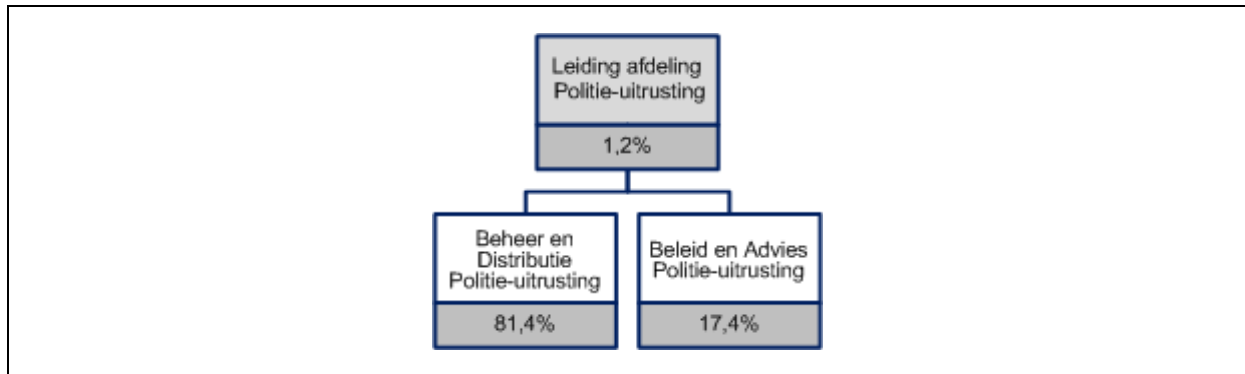 Leiding afdeling
Politie-uitrusting
1,2%
Beheer en
Distributie
Politie-uitrusting
81,4%
Beleid en Advies
Politie-uitrusting
17,4%